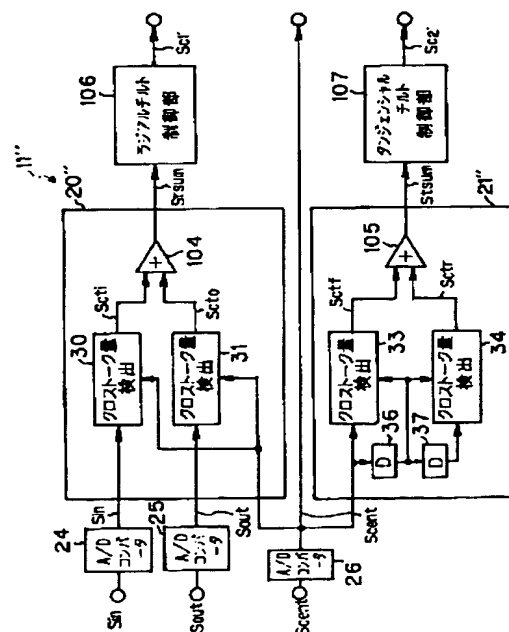 11"
20"
24
A/D
コンバ
ータ
Sin
Sin
25
A/D
コンバ
ータ
Sout
Sout
30
クロストーク量
検出
Scti
31
クロストーク量
検出
Scto
+
104
Srsum
106
ラジアルチルト
制御部
Sc1'
26
A/D
コンバ
ータ
Scent
Scent
21"
33
クロストーク量
検出
Sctf
36
D
37
D
34
クロストーク量
検出
Sctr
+
105
Stsum
107
タンジェンシャル
チルト
制御部
Sc2'